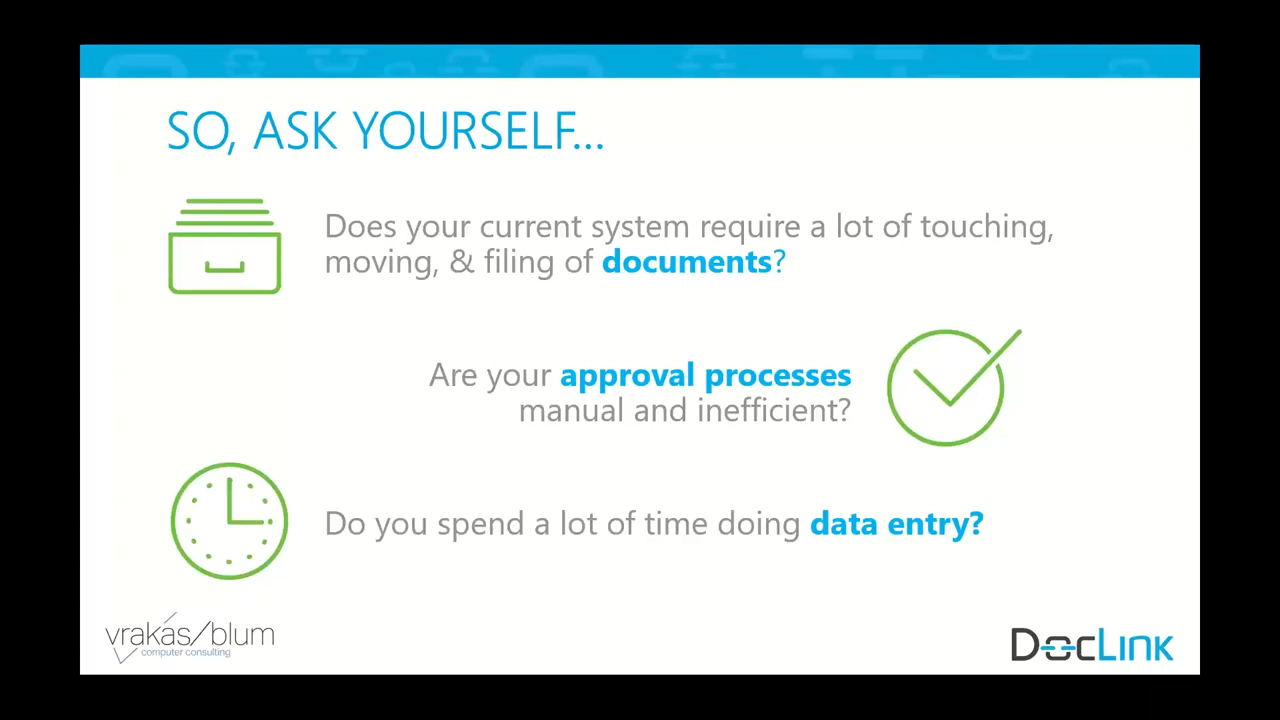 SO, ASK YOURSELF...
Does your current system require a lot of touching,
moving, & filing of documents?
Are your approval processes
manual and inefficient?
Do you spend a lot of time doing data entry?
vrakas/blum
computer consulting
DocLink